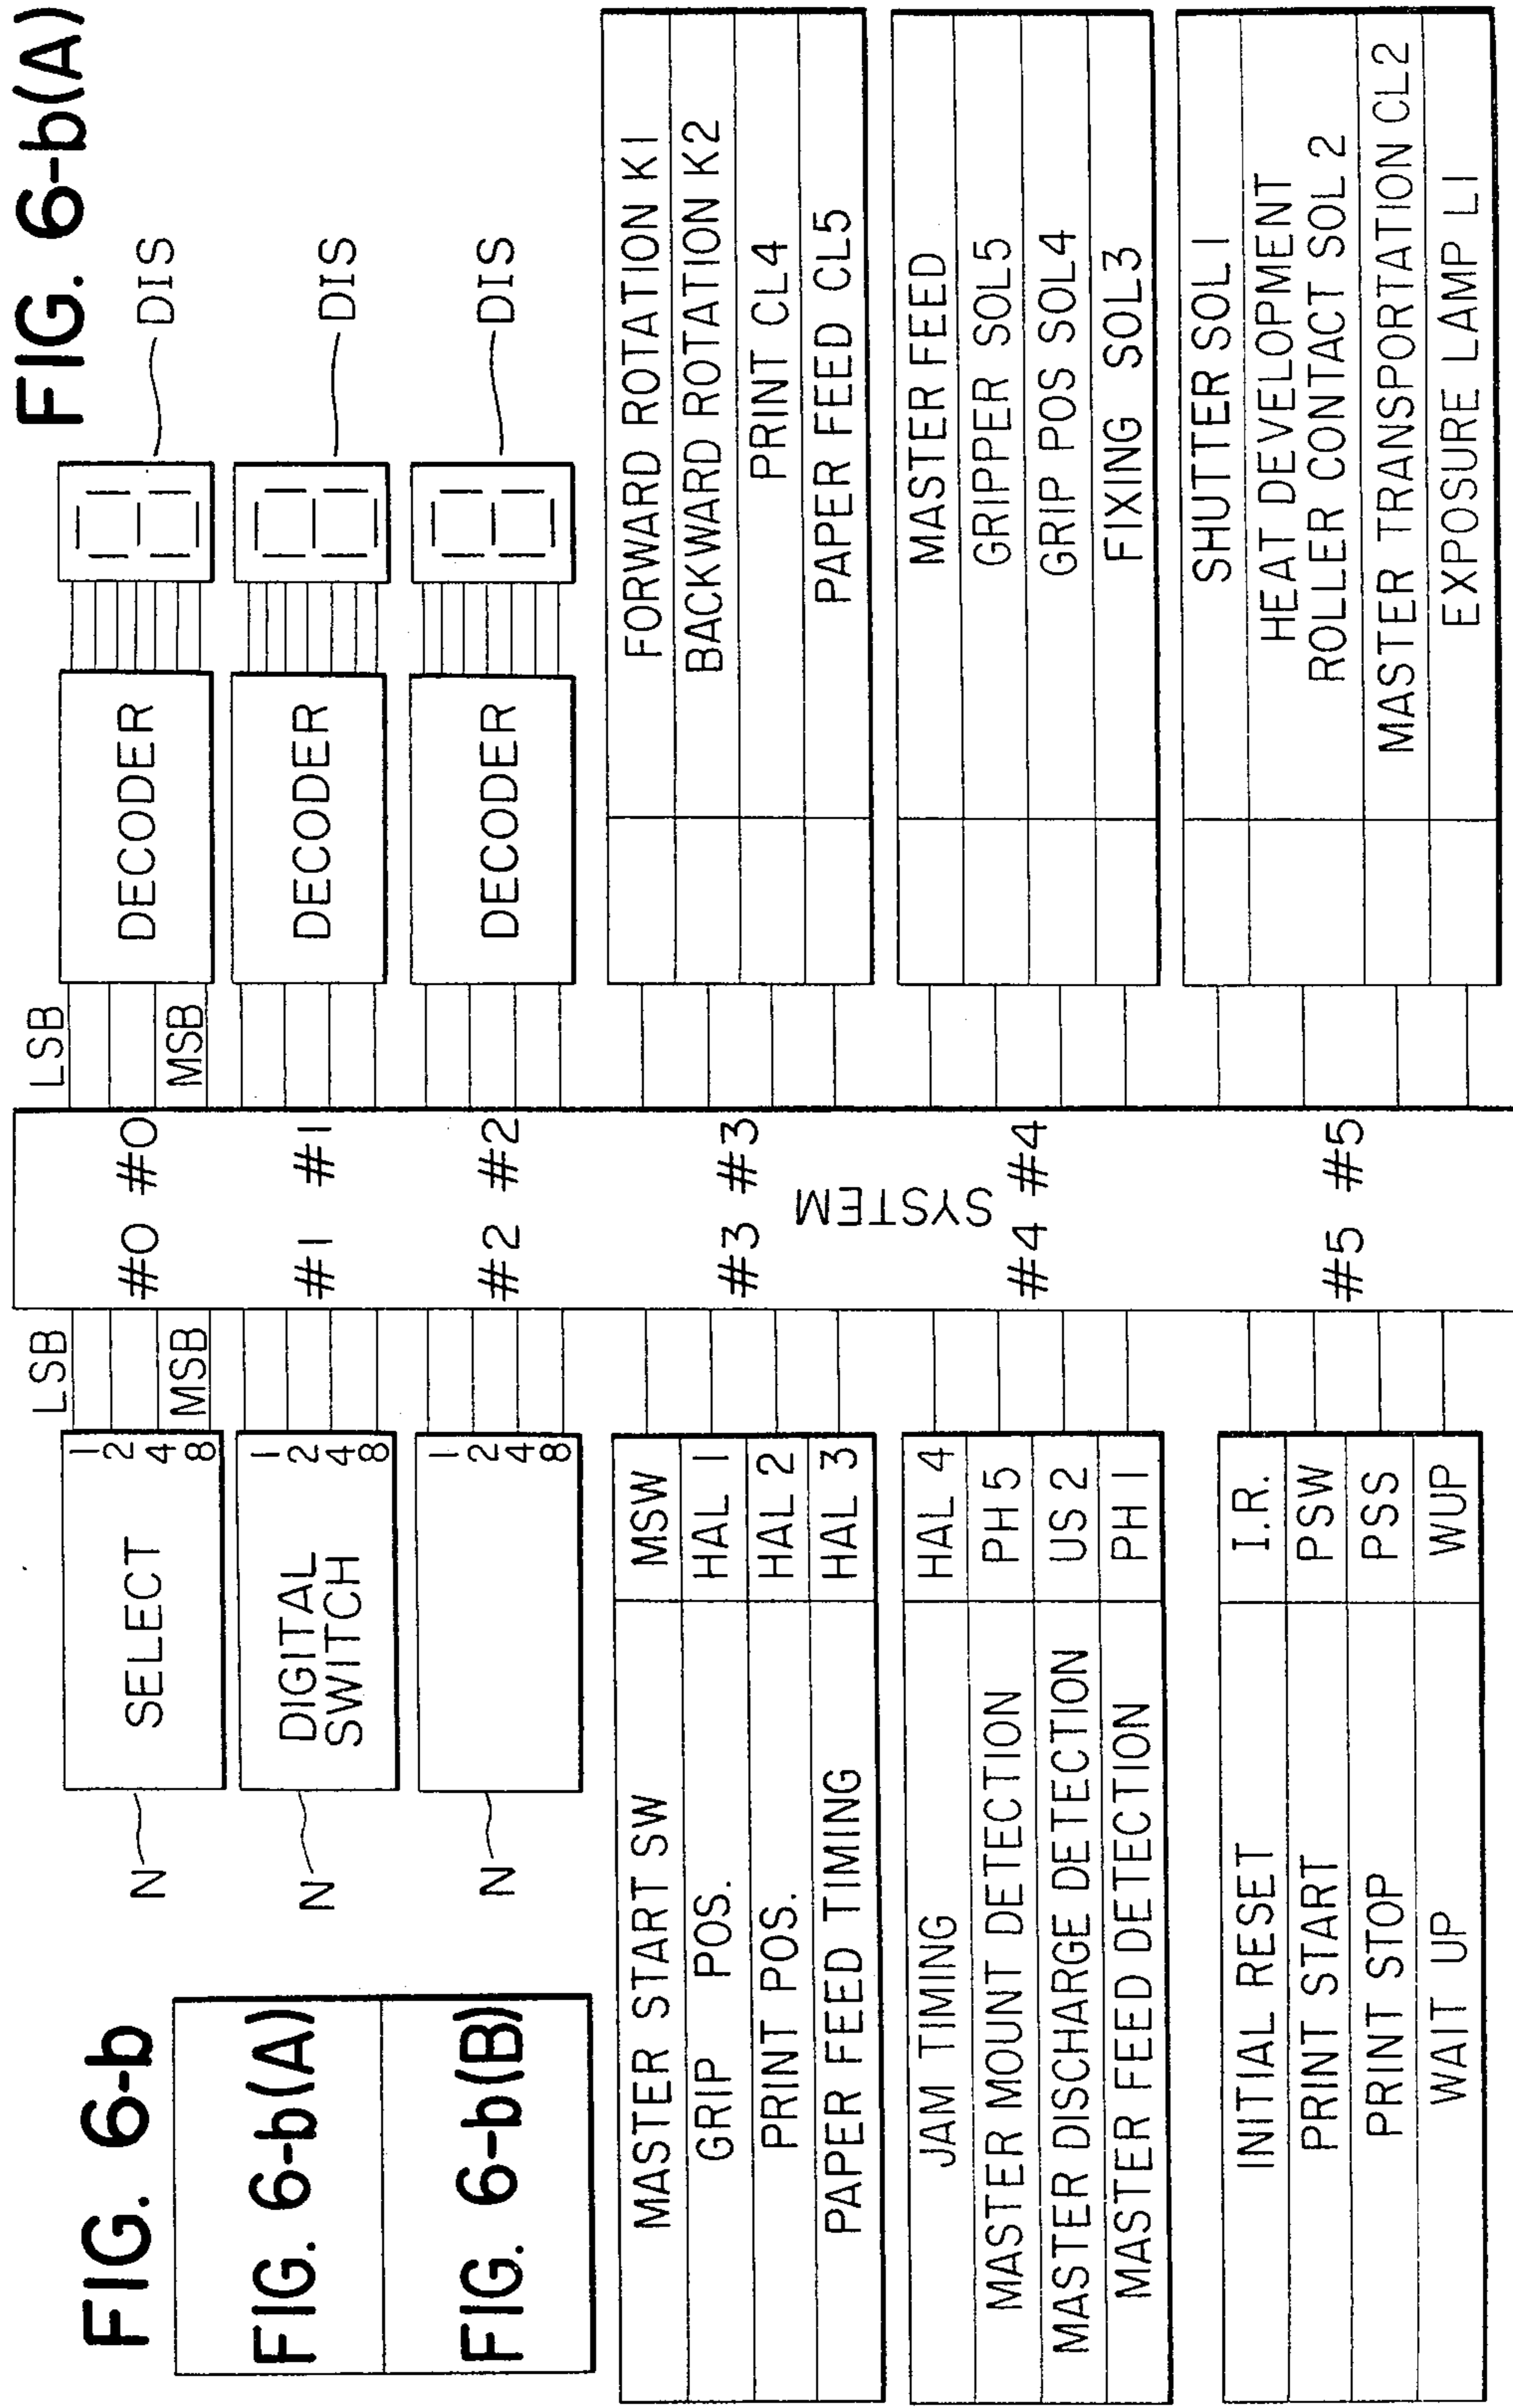 FIG. 6-b
FIG. 6-b(A)
FIG. 6-b(B)
FIG. 6-b(A)
N
SELECT
1
2
4
8
LSB
MSB
#0 #0
LSB
MSB
DECODER
DIS
N
DIGITAL
SWITCH
1
2
4
8
#1 #1
DECODER
DIS
N
1
2
4
8
#2 #2
DECODER
DIS
MASTER START SW MSW
GRIP POS. HAL 1
PRINT POS. HAL 2
PAPER FEED TIMING HAL 3
#3 #3
FORWARD ROTATION K1
BACKWARD ROTATION K2
PRINT CL4
PAPER FEED CL5
SYSTEM
JAM TIMING HAL 4
MASTER MOUNT DETECTION PH 5
MASTER DISCHARGE DETECTION US 2
MASTER FEED DETECTION PH 1
#4 #4
MASTER FEED
GRIPPER SOL5
GRIP POS SOL4
FIXING SOL3
INITIAL RESET I.R.
PRINT START PSW
PRINT STOP PSS
WAIT UP WUP
#5 #5
SHUTTER SOL1
HEAT DEVELOPMENT
ROLLER CONTACT SOL 2
MASTER TRANSPORTATION CL2
EXPOSURE LAMP L1